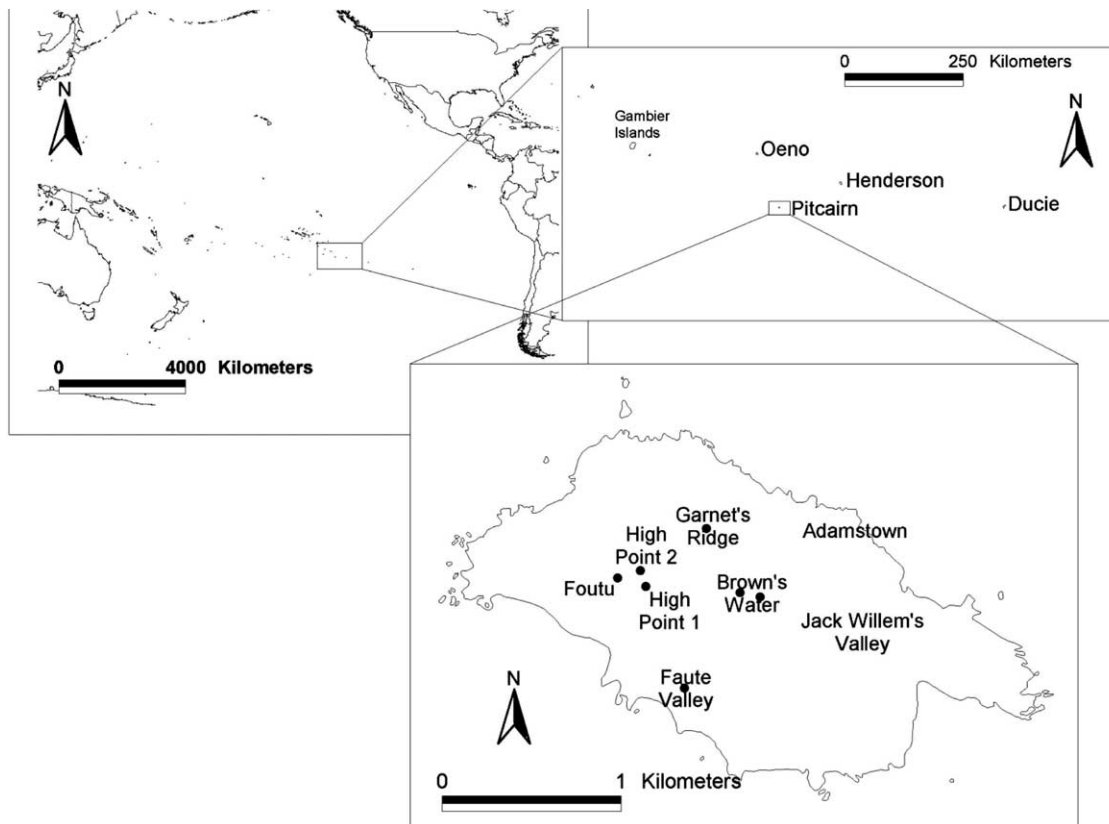 N
0 4000 Kilometers
0 250 Kilometers
N
Gambier
Islands
Oeno
Henderson
Pitcairn
Ducie
Garnet's
Ridge
Adamstown
High
Point 2
Foutu
High
Point 1
Brown's
Water
Jack Willem's
Valley
Faute
Valley
N
0 1 Kilometers